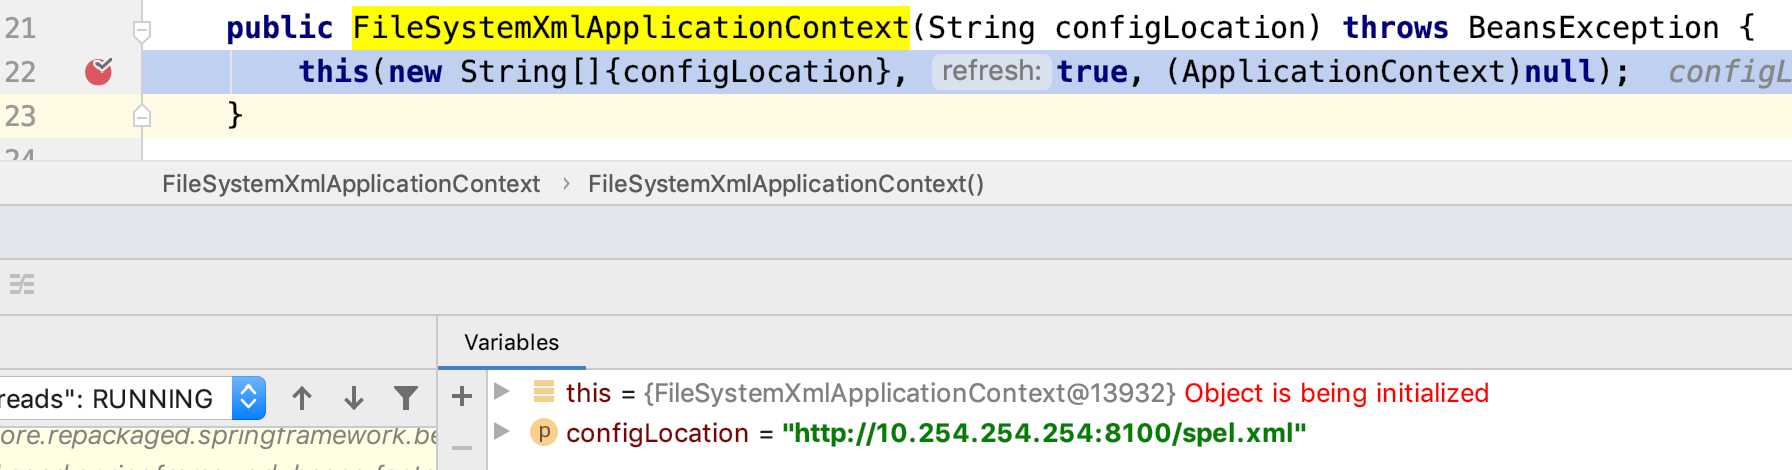 21 public FileSystemXmlApplicationContext(String configLocation) throws BeansException {
22 this(new String[]{configLocation}, refresh: true, (ApplicationContext)null); configL
23 }
24
FileSystemXmlApplicationContext › FileSystemXmlApplicationContext()
Variables
reads": RUNNING
this = {FileSystemXmlApplicationContext@13932} Object is being initialized
ore.repackaged.springframework.be
p configLocation = "http://10.254.254.254:8100/spel.xml"